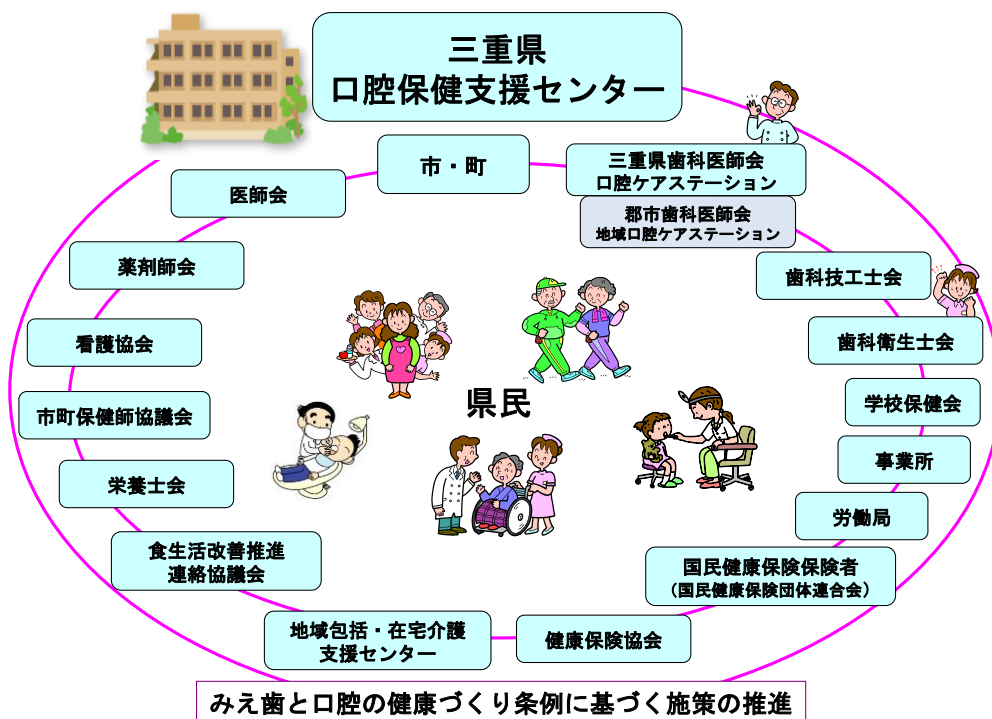 三重県
口腔保健支援センター
市・町
三重県歯科医師会
口腔ケアステーション
郡市歯科医師会
地域口腔ケアステーション
医師会
薬剤師会
歯科技工士会
看護協会
歯科衛生士会
市町保健師協議会
県民
学校保健会
栄養士会
事業所
労働局
食生活改善推進
連絡協議会
国民健康保険保険者
（国民健康保険団体連合会）
地域包括・在宅介護
支援センター
健康保険協会
みえ歯と口腔の健康づくり条例に基づく施策の推進